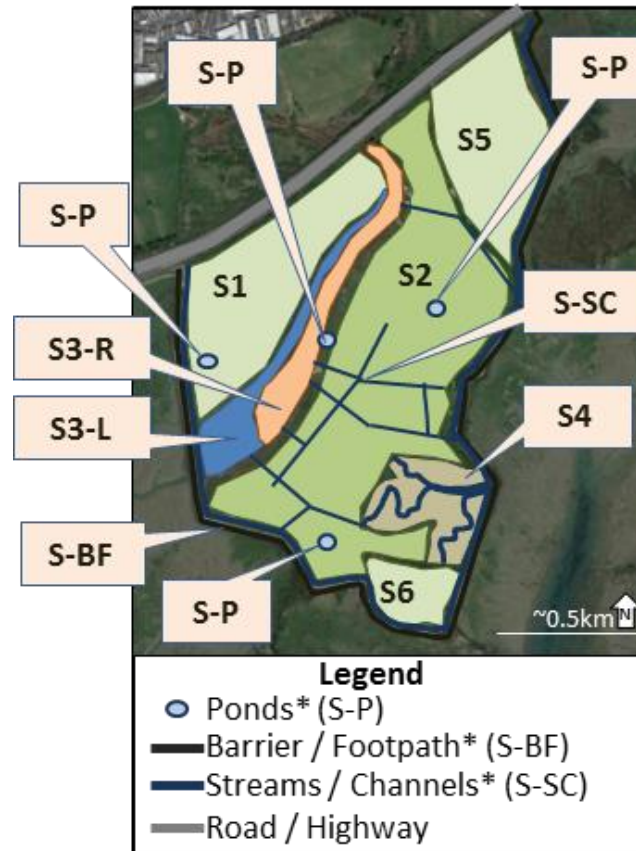 S-P
S-P
S5
S-P
S1
S2
S-SC
S3-R
S4
S3-L
S-BF
S-P
S6
~0.5km
N
Legend
Ponds* (S-P)
Barrier / Footpath* (S-BF)
Streams / Channels* (S-SC)
Road / Highway